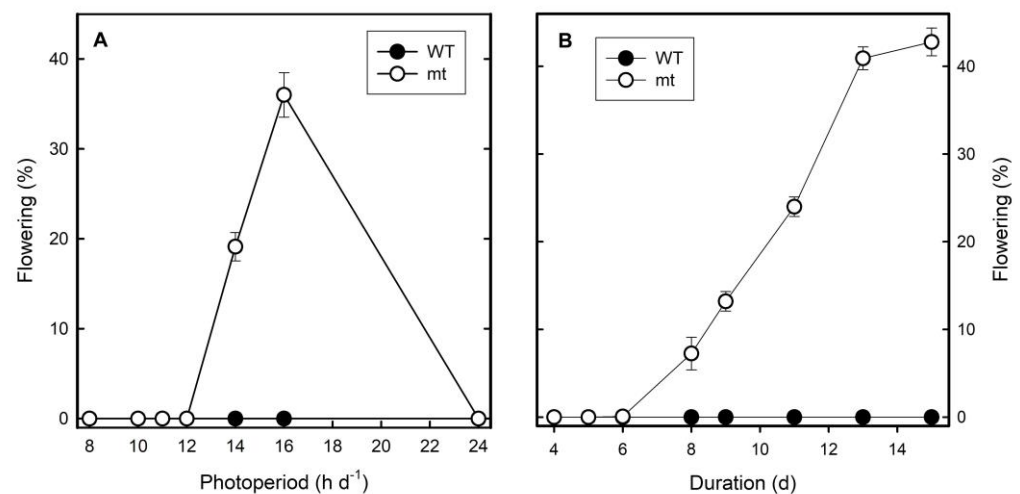 A
WT
mt
40
30
20
10
0
Flowering (%)
8 10 12 14 16 18 20 22 24
Photoperiod (h d-1)
B
WT
mt
40
30
20
10
0
Flowering (%)
4 6 8 10 12 14
Duration (d)